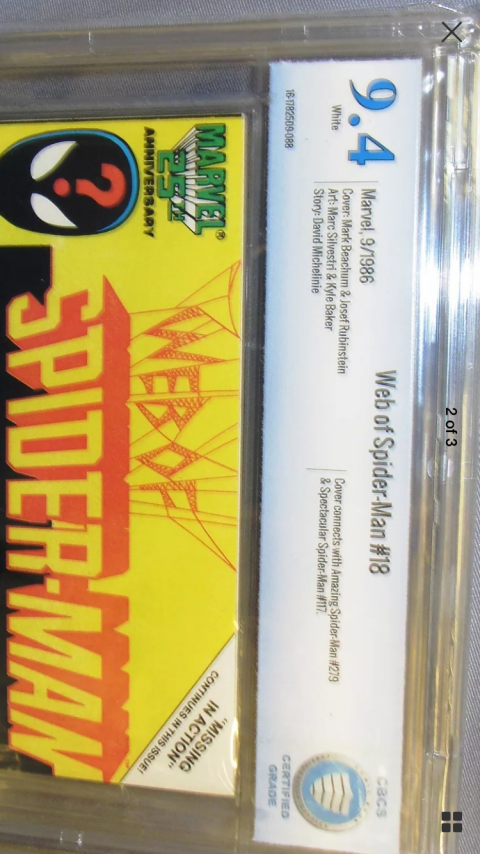 2 of 3
9.4
White
16-1782509-088
Marvel, 9/1986
Cover: Mark Beachum & Josef Rubinstein
Art: Marc Silvestri & Kyle Baker
Story: David Michelinie
Web of Spider-Man #18
Cover connects with Amazing Spider-Man #279
& Spectacular Spider-Man #117.
CBCS
CERTIFIED
GRADE
MARVEL®
25TH
ANNIVERSARY
?
WEB OF
SPIDER-MAN
"MISSING
IN ACTION"
CONTINUES IN THIS ISSUE!